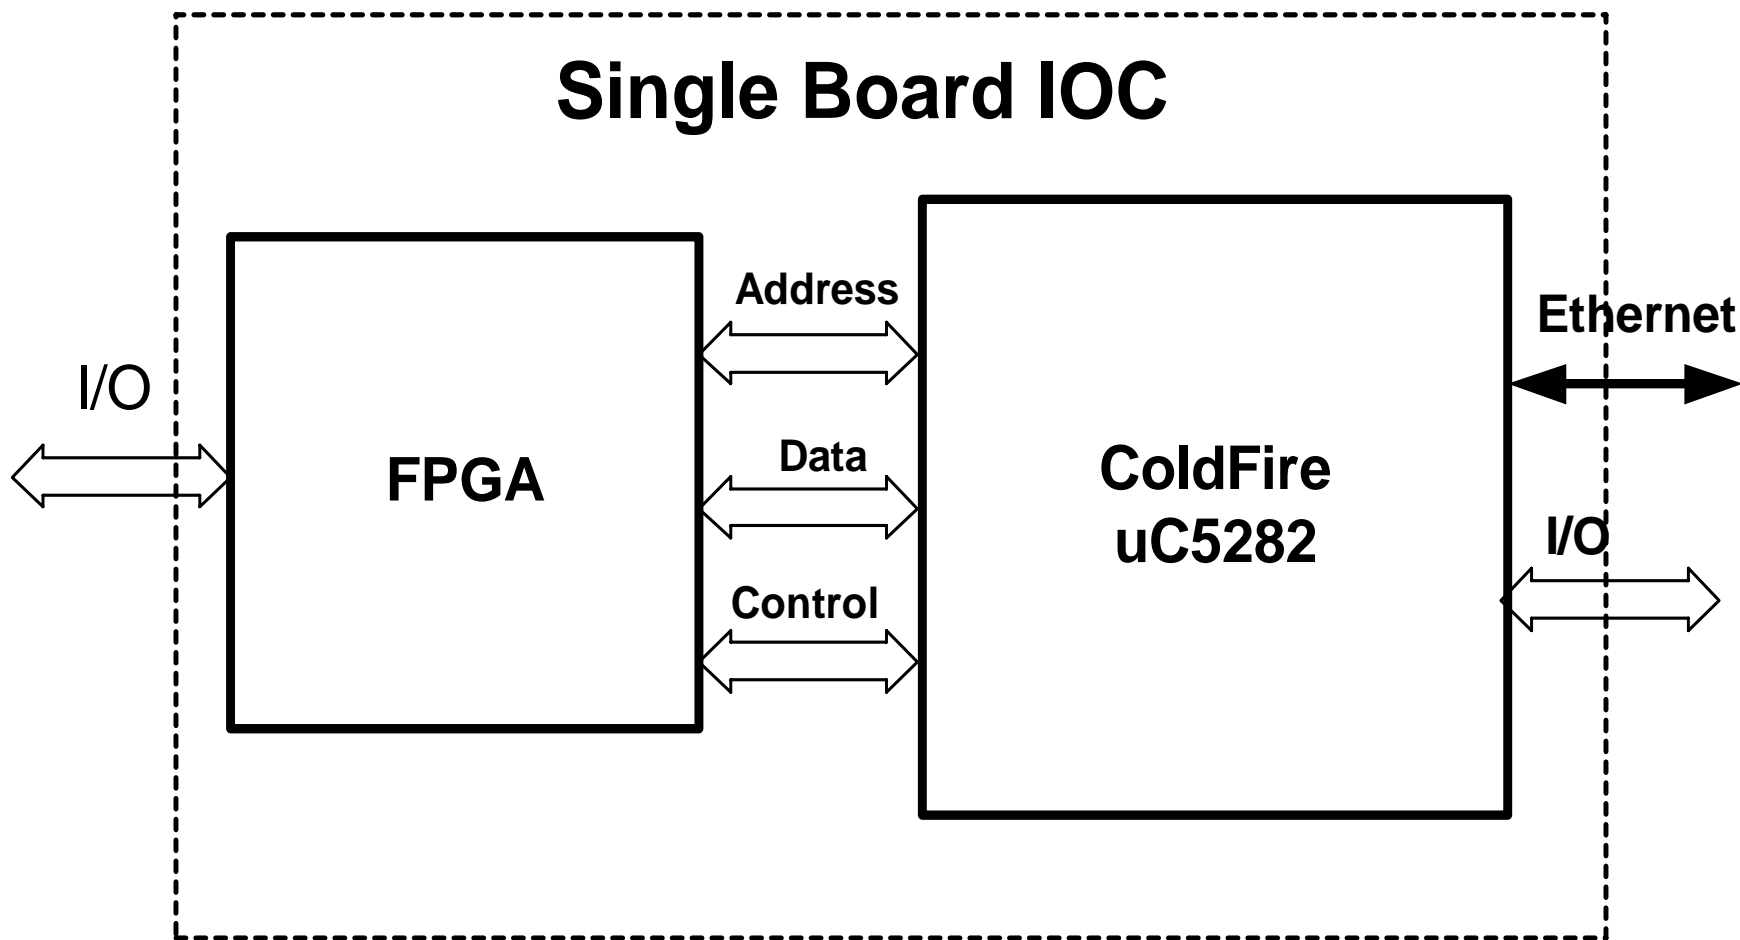 Single Board IOC
Address
Ethernet
I/O
Data
FPGA
ColdFire
uC5282
I/O
Control